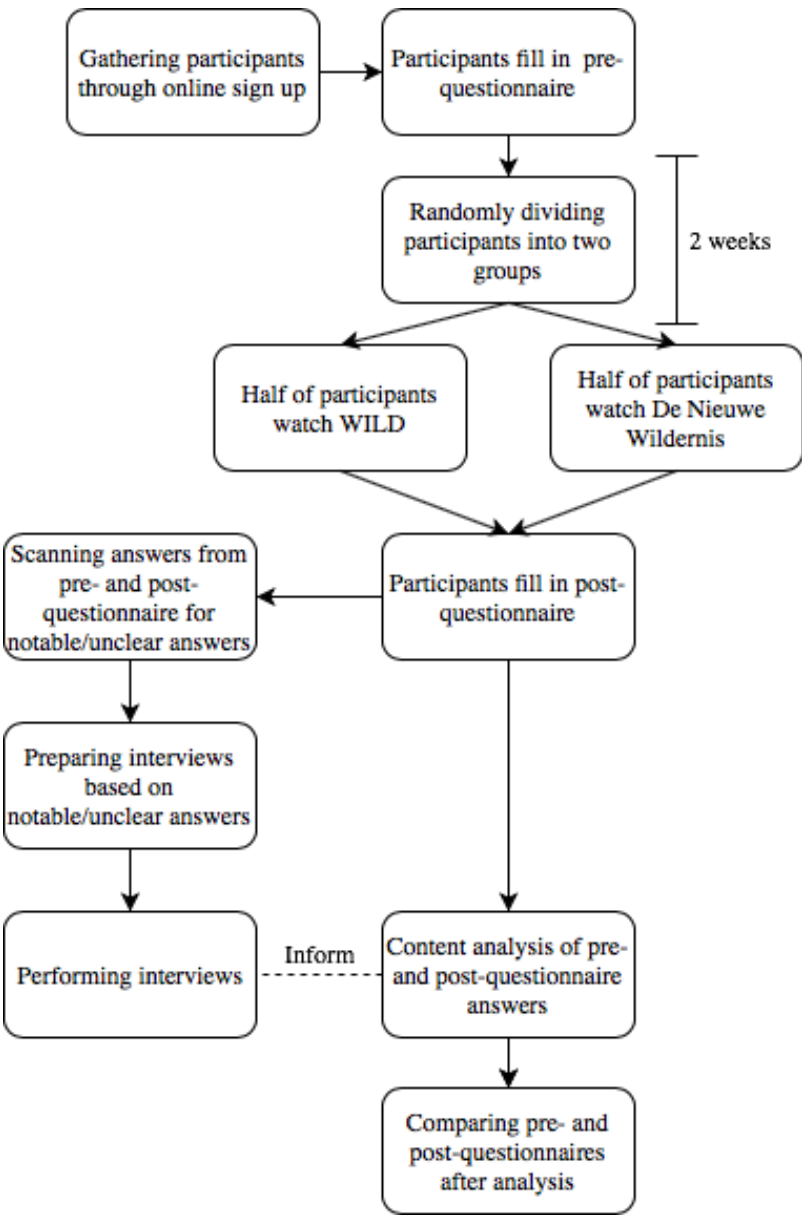 Gathering participants
through online sign up
Participants fill in pre-
questionnaire
Randomly dividing
participants into two
groups
2 weeks
Half of participants
watch WILD
Half of participants
watch De Nieuwe
Wildernis
Scanning answers from
pre- and post-
questionnaire for
notable/unclear answers
Participants fill in post-
questionnaire
Preparing interviews
based on
notable/unclear answers
Performing interviews
Inform
Content analysis of pre-
and post-questionnaire
answers
Comparing pre- and
post-questionnaires
after analysis